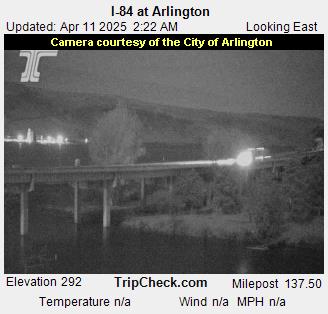 I-84 at Arlington
Updated: Apr 11 2025 2:22 AM Looking East
Camera courtesy of the City of Arlington
Elevation 292 TripCheck.com Milepost 137.50
Temperature n/a Wind n/a MPH n/a